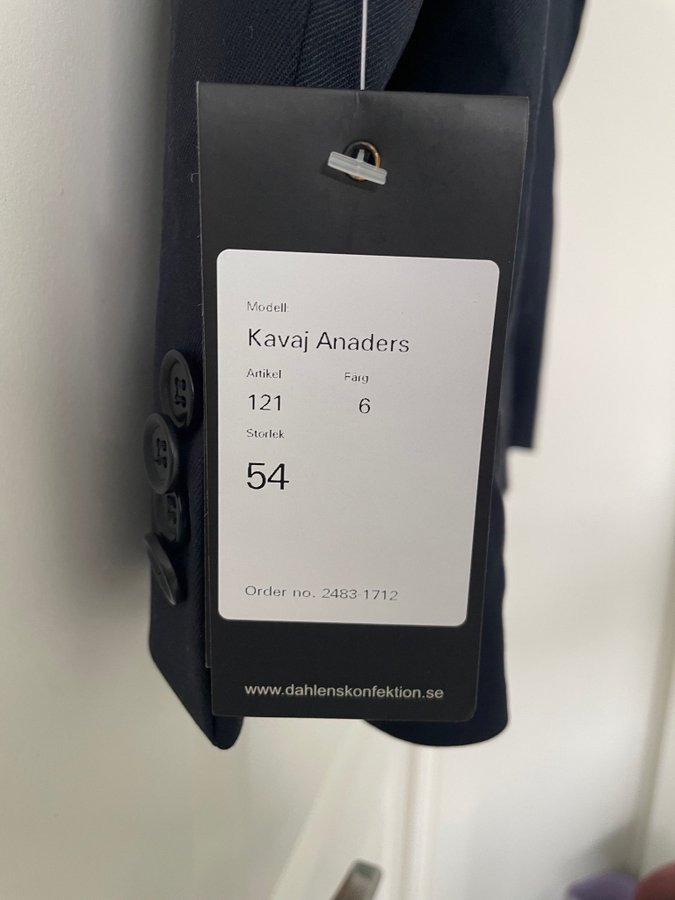 Modell:
Kavaj Anaders
Artikel Färg
121 6
Storlek
54
Order no. 2483-1712
www.dahlenskonfektion.se